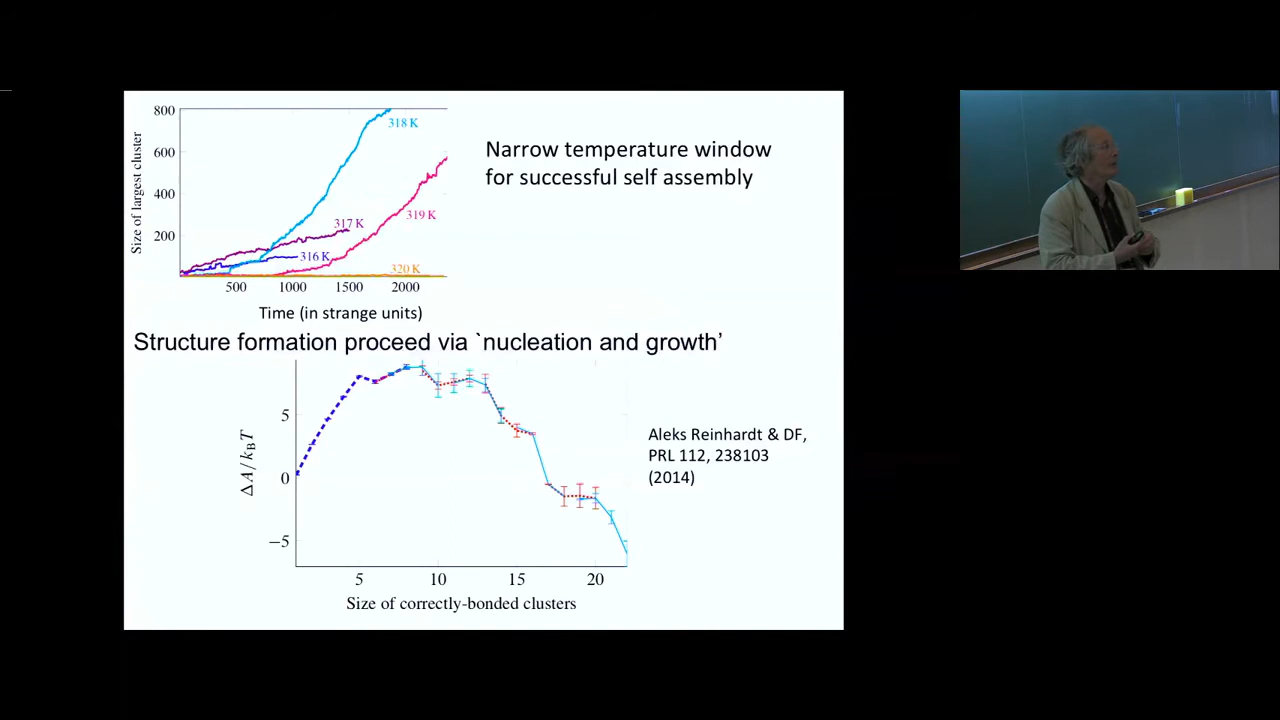 800
600
400
200
Size of largest cluster
318 K
317 K
319 K
316 K
320 K
500 1000 1500 2000
Time (in strange units)
Narrow temperature window
for successful self assembly
Structure formation proceed via `nucleation and growth’
5
0
−5
ΔA/kBT
5 10 15 20
Size of correctly-bonded clusters
Aleks Reinhardt & DF,
PRL 112, 238103
(2014)